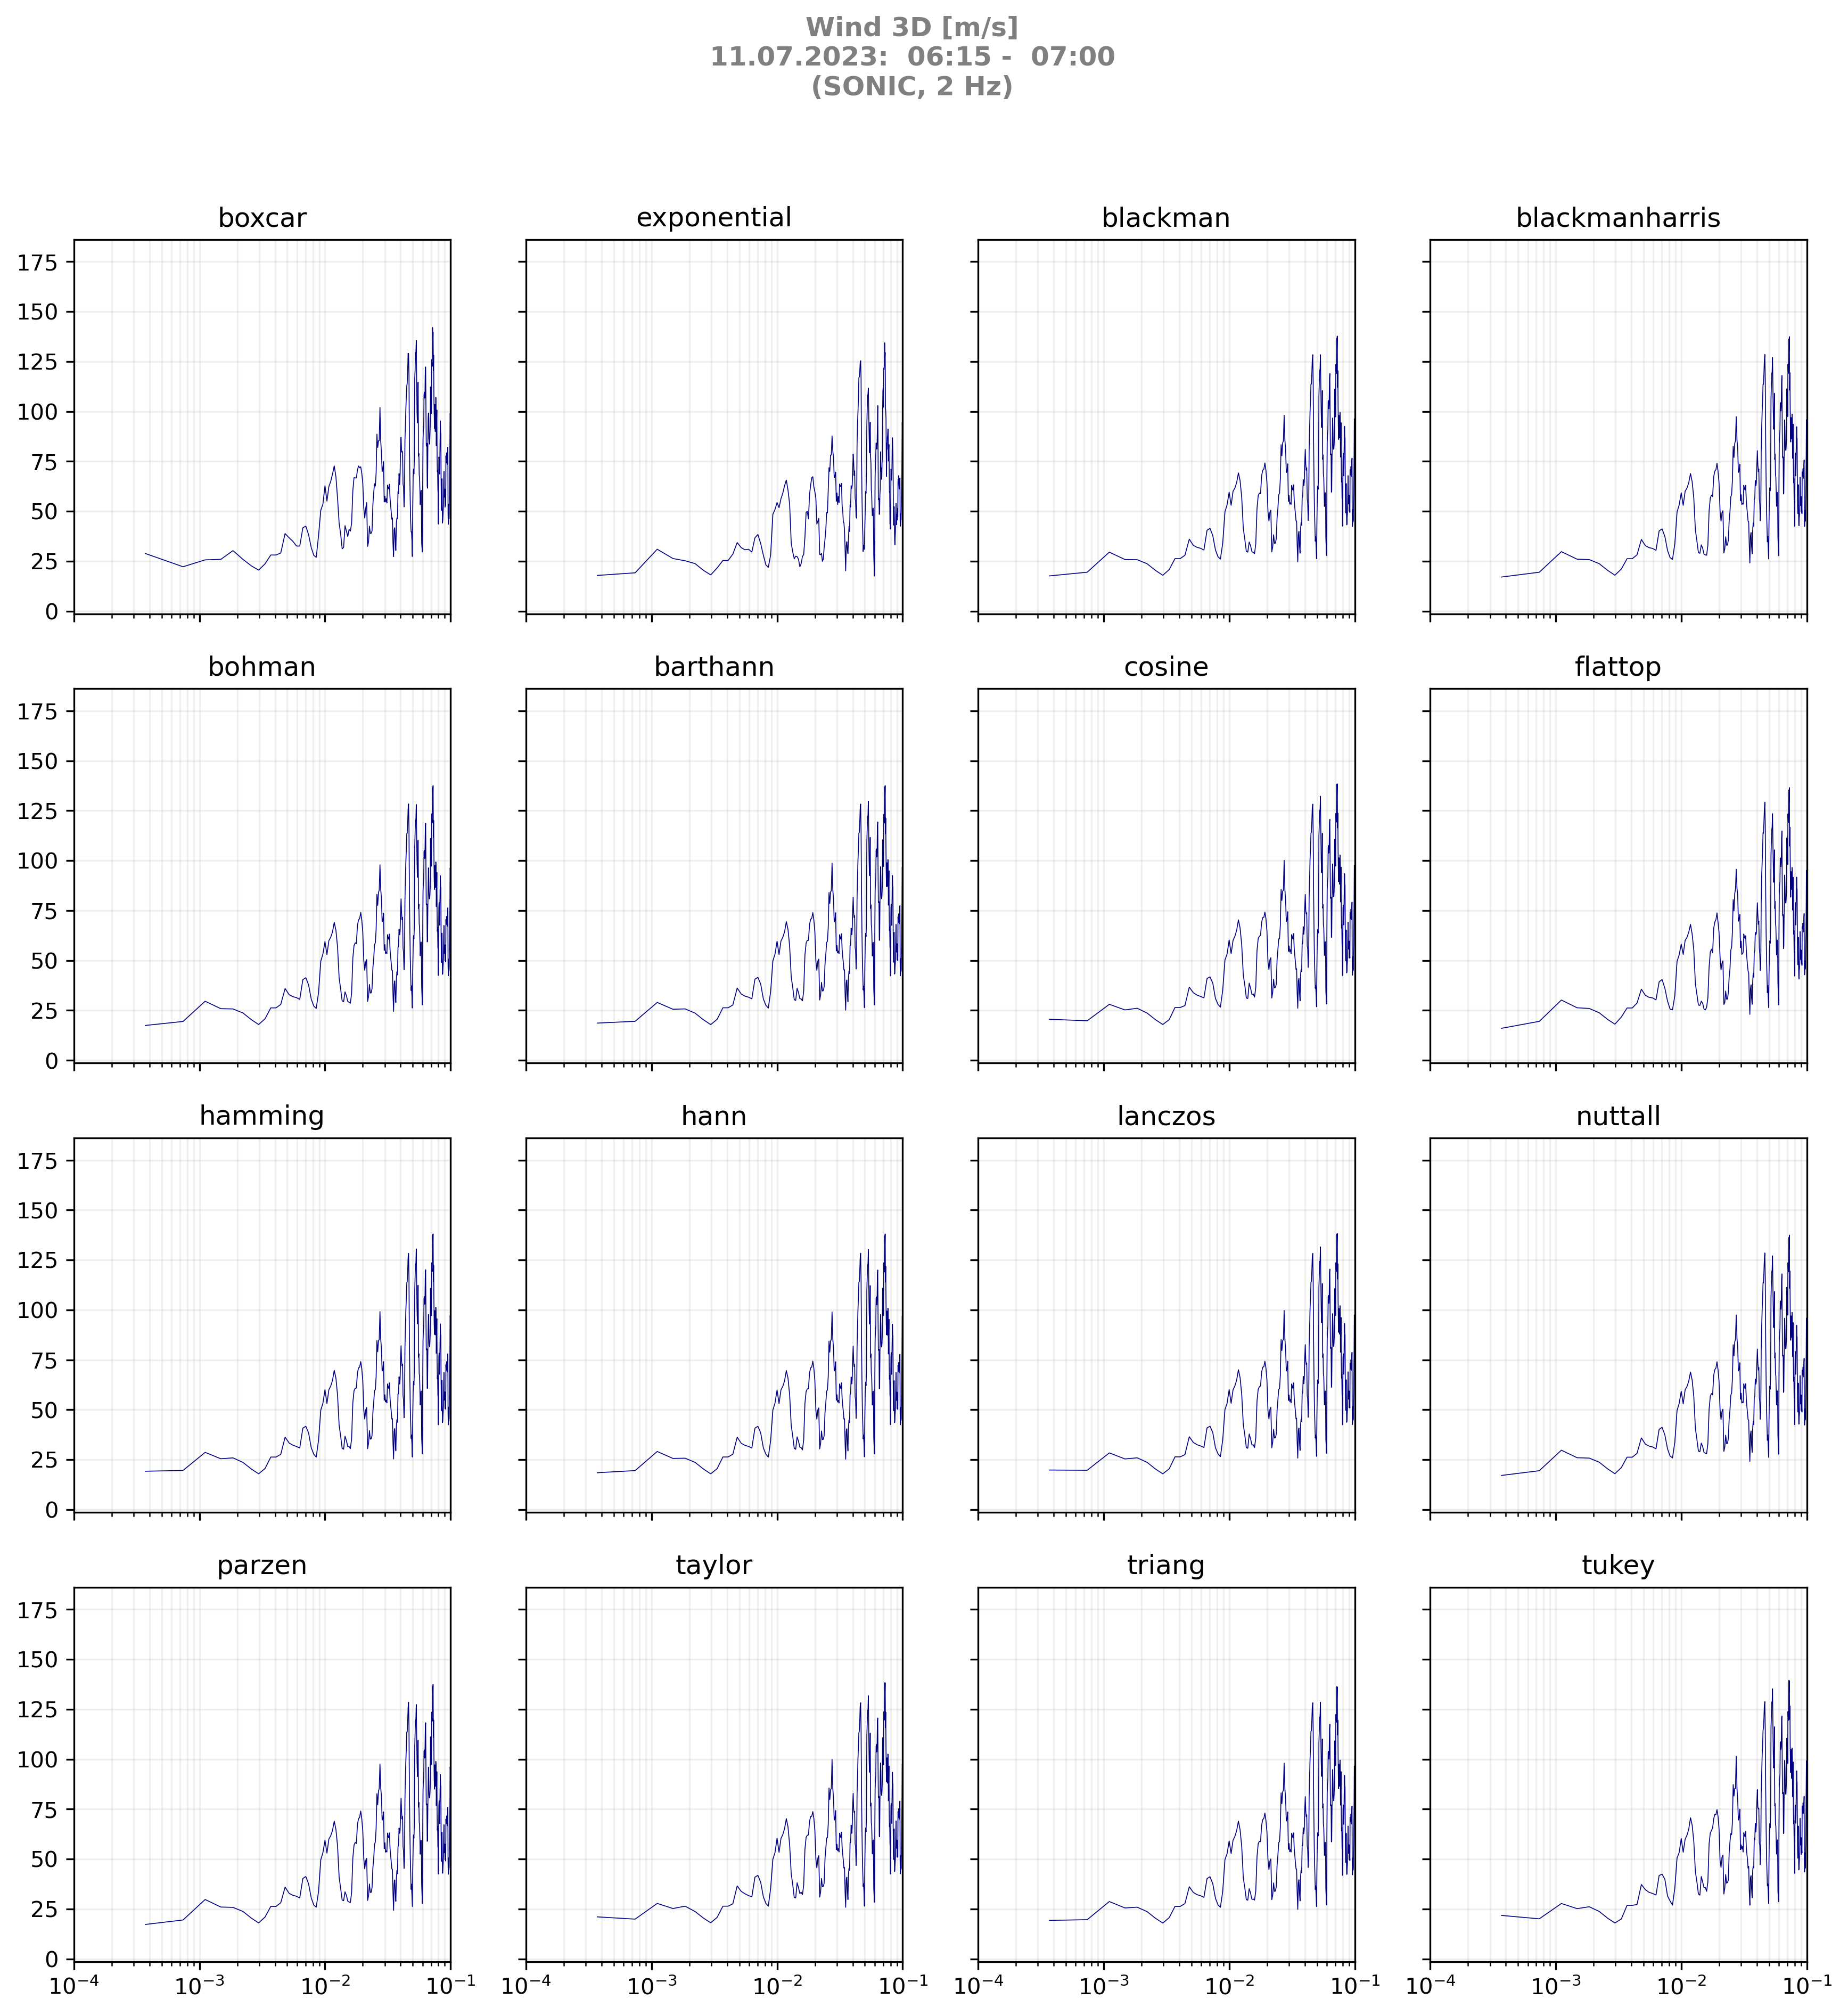 Wind 3D [m/s]
11.07.2023:  06:15 -  07:00
(SONIC, 2 Hz)
boxcar
exponential
blackman
blackmanharris
175
150
125
100
75
50
25
0
bohman
barthann
cosine
flattop
175
150
125
100
75
50
25
0
hamming
hann
lanczos
nuttall
175
150
125
100
75
50
25
0
parzen
taylor
triang
tukey
175
150
125
100
75
50
25
0
10⁻⁴ 10⁻³ 10⁻² 10⁻¹
10⁻⁴ 10⁻³ 10⁻² 10⁻¹
10⁻⁴ 10⁻³ 10⁻² 10⁻¹
10⁻⁴ 10⁻³ 10⁻² 10⁻¹